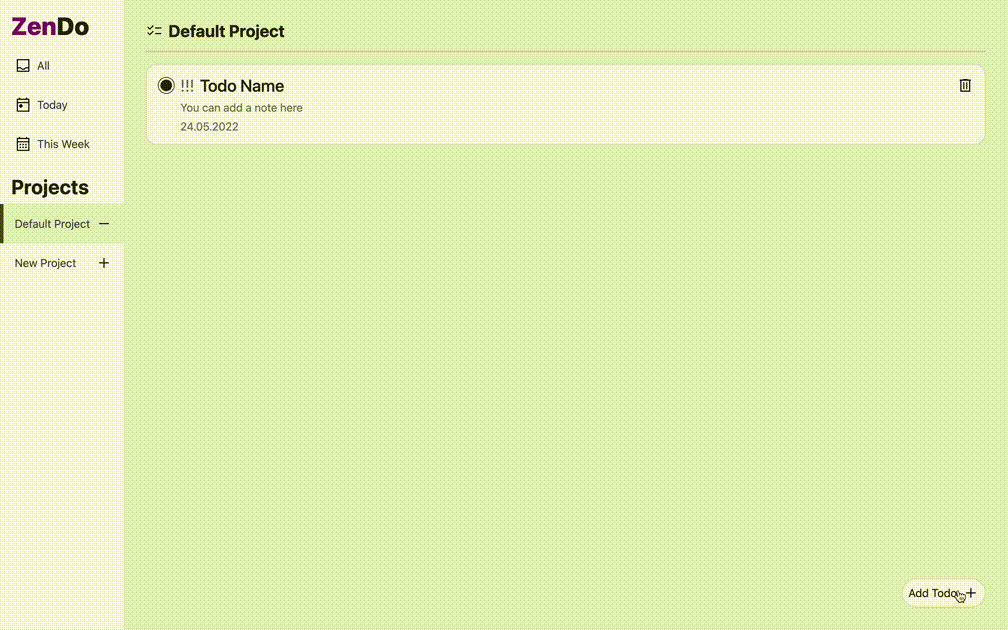 ZenDo
All
Today
This Week
Projects
Default Project
New Project
Default Project
!!! Todo Name
You can add a note here
24.05.2022
Add Todo